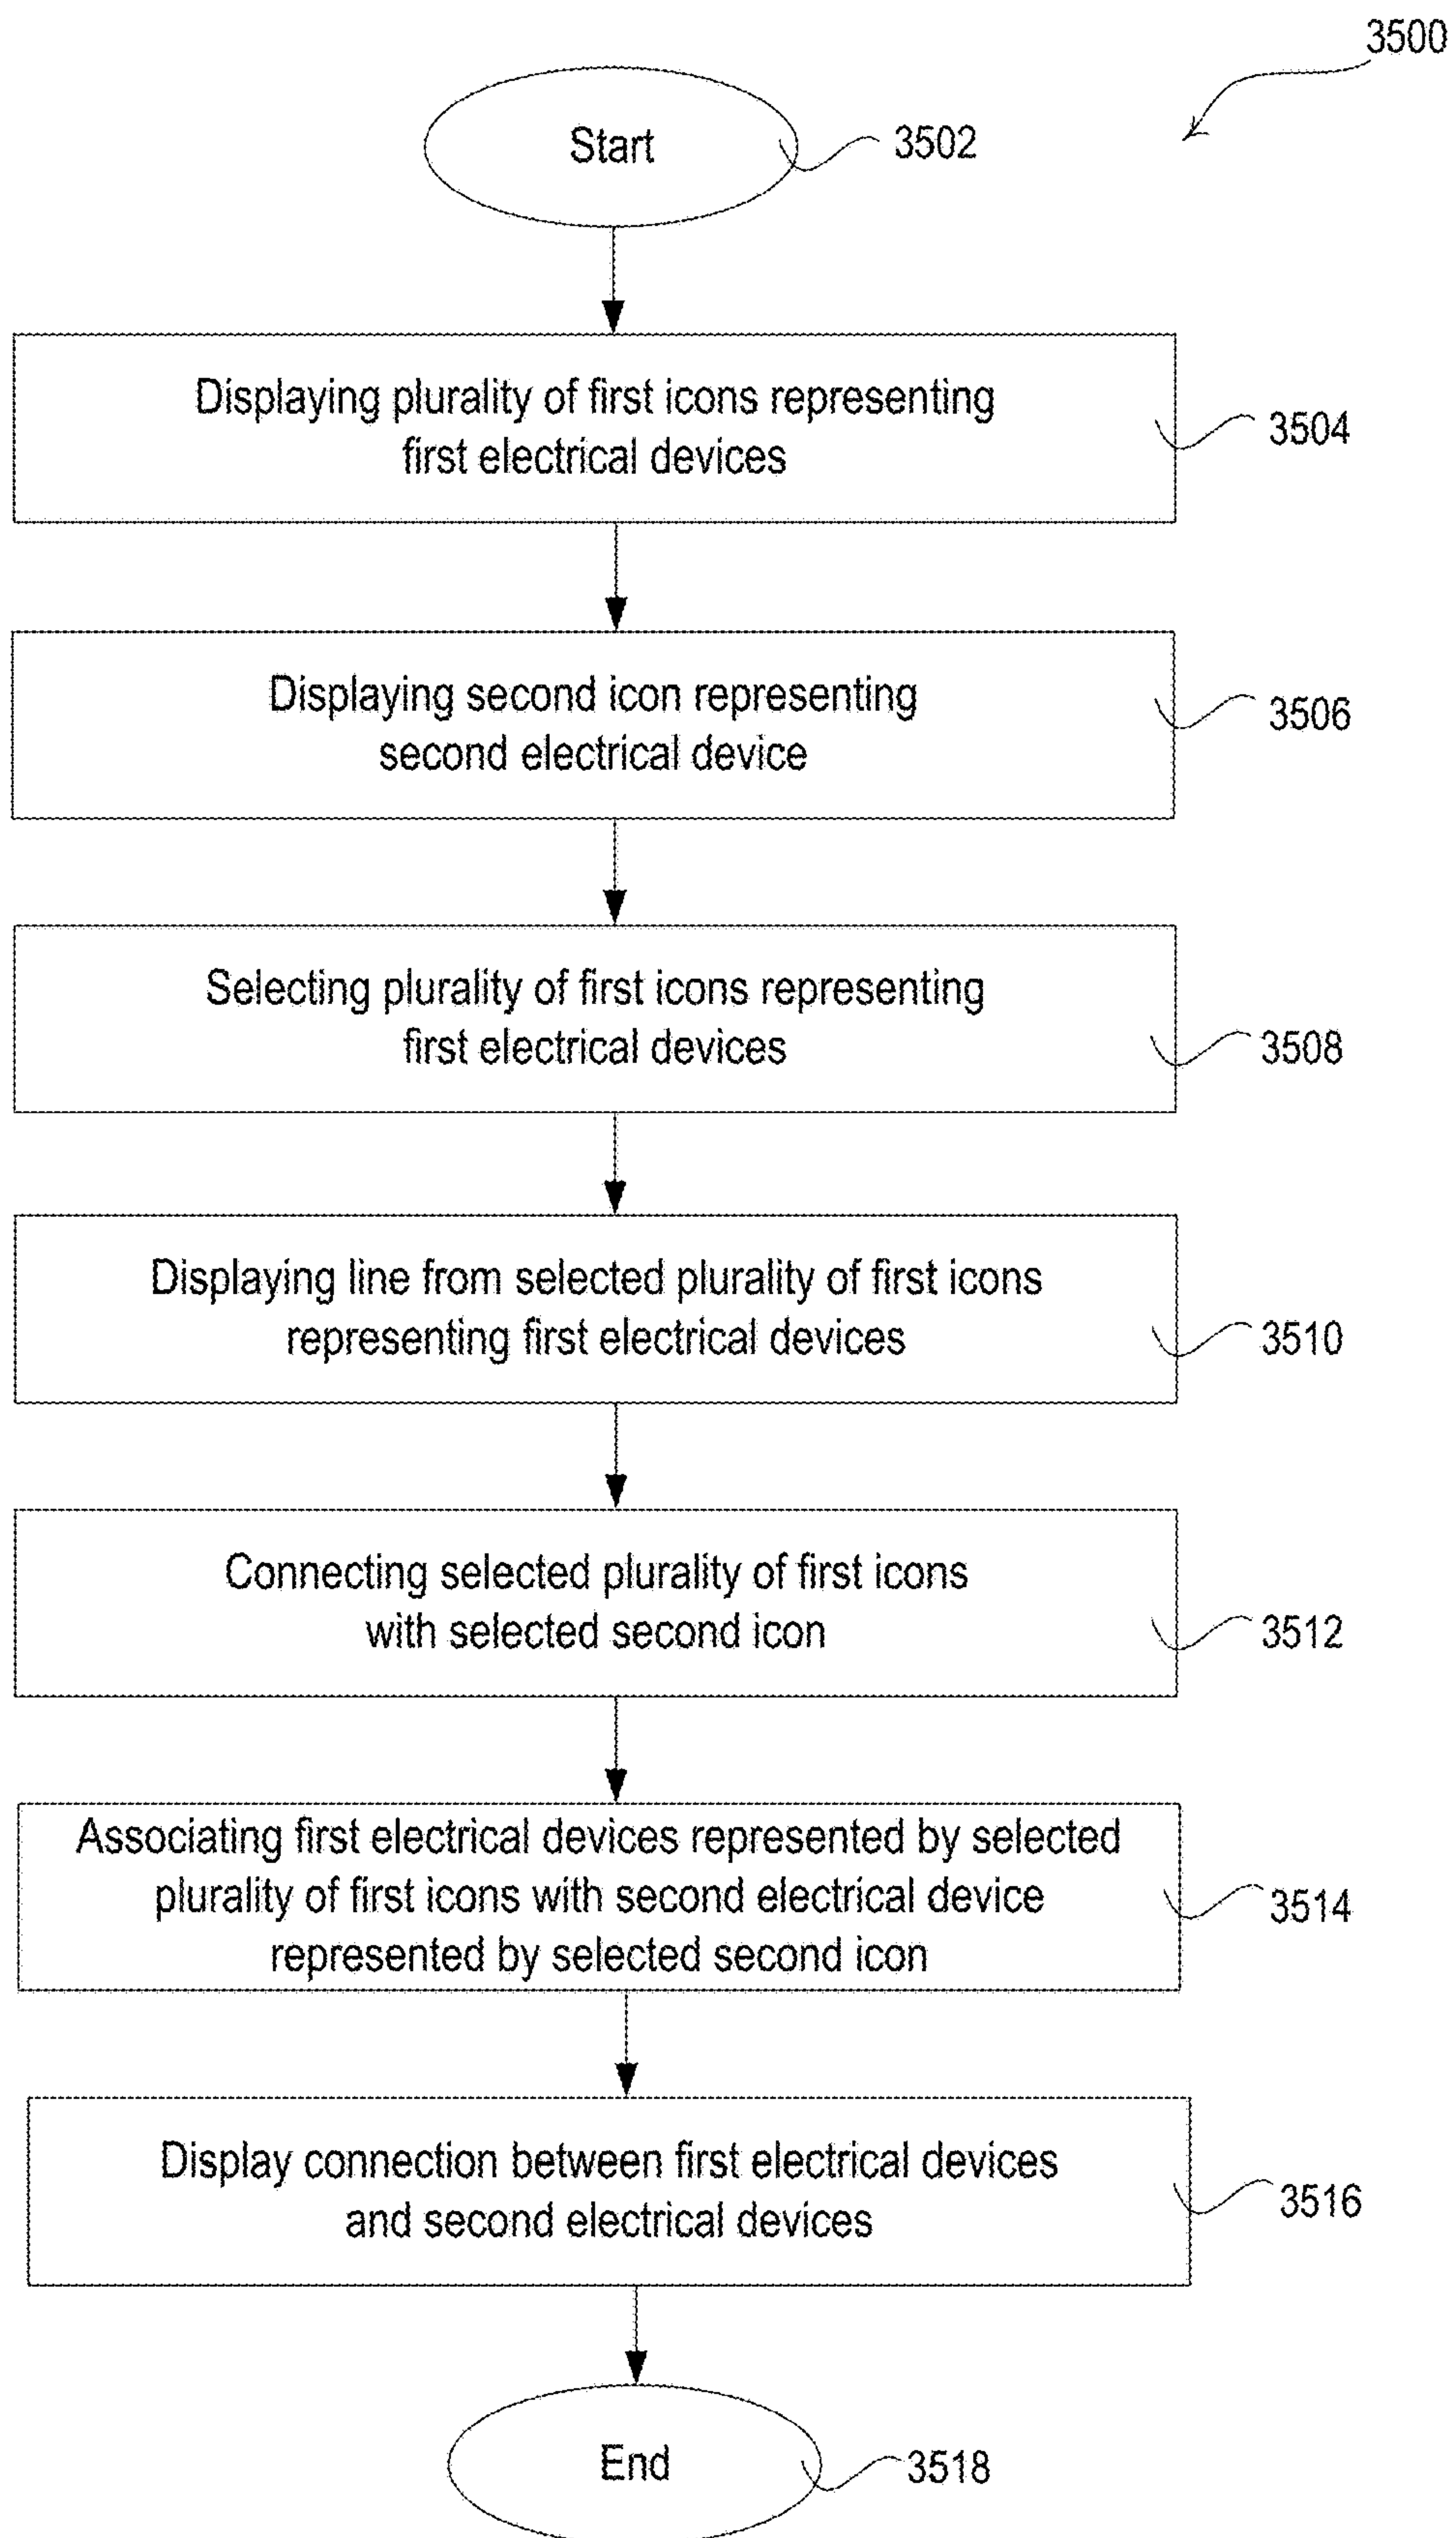 3500
Start
3502
Displaying plurality of first icons representing
first electrical devices
3504
Displaying second icon representing
second electrical device
3506
Selecting plurality of first icons representing
first electrical devices
3508
Displaying line from selected plurality of first icons
representing first electrical devices
3510
Connecting selected plurality of first icons
with selected second icon
3512
Associating first electrical devices represented by selected
plurality of first icons with second electrical device
represented by selected second icon
3514
Display connection between first electrical devices
and second electrical devices
3516
End
3518